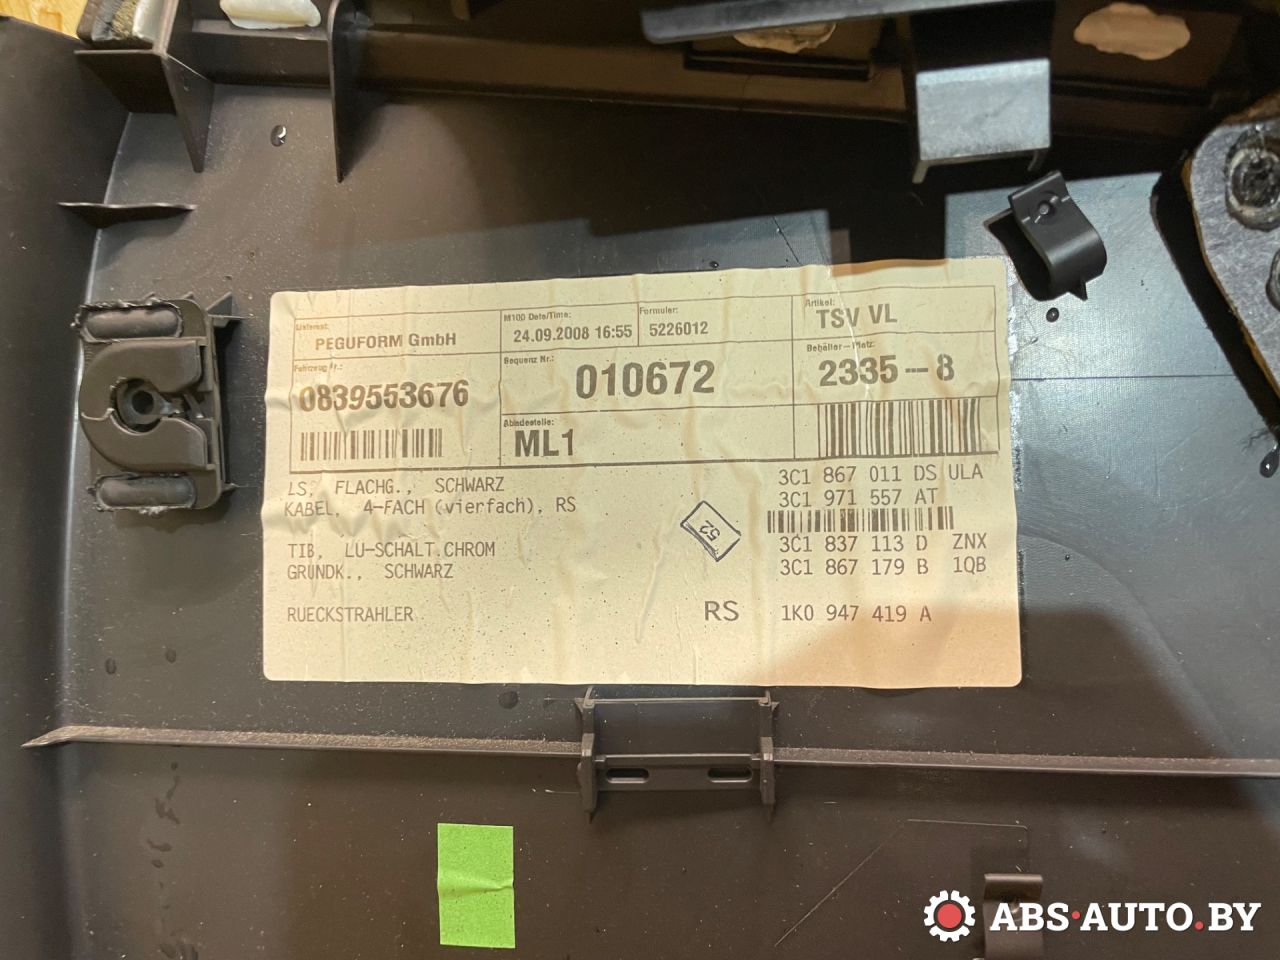 Lieferant:
PEGUFORM GmbH
M100 Date/Time:
24.09.2008 16:55
Formuler:
5226012
Artikel:
TSV VL
Fahrzeug Nr.:
0839553676
Sequenz Nr.:
010672
Behälter-Platz:
2335--8
Abladestelle:
ML1
LS, FLACHG., SCHWARZ 3C1 867 011 DS ULA
KABEL, 4-FACH (vierfach), RS 3C1 971 557 AT
52
TIB, LU-SCHALT.CHROM 3C1 837 113 D ZNX
GRUNDK., SCHWARZ 3C1 867 179 B 1QB
RUECKSTRAHLER RS 1K0 947 419 A
ABS·AUTO.BY